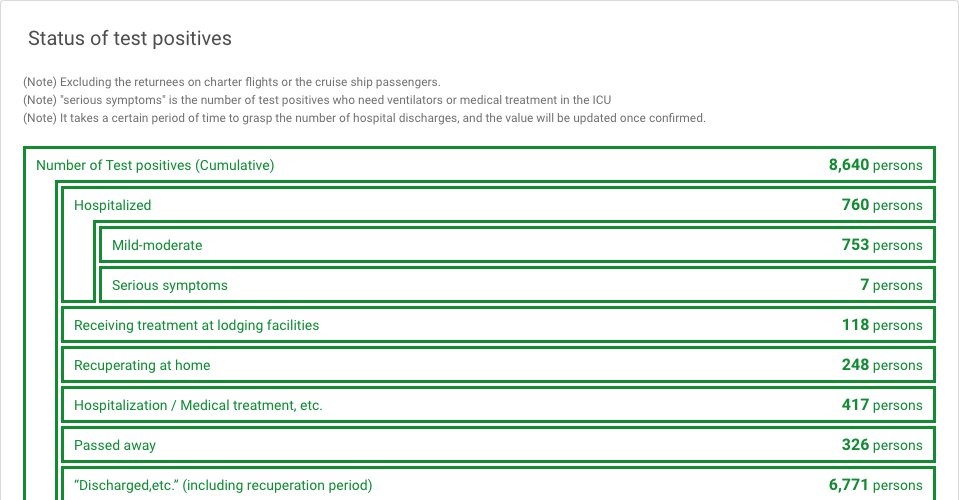 Status of test positives
(Note) Excluding the returnees on charter flights or the cruise ship passengers.
(Note) "serious symptoms" is the number of test positives who need ventilators or medical treatment in the ICU
(Note) It takes a certain period of time to grasp the number of hospital discharges, and the value will be updated once confirmed.
Number of Test positives (Cumulative) 8,640 persons
Hospitalized 760 persons
Mild-moderate 753 persons
Serious symptoms 7 persons
Receiving treatment at lodging facilities 118 persons
Recuperating at home 248 persons
Hospitalization / Medical treatment, etc. 417 persons
Passed away 326 persons
“Discharged,etc.” (including recuperation period) 6,771 persons